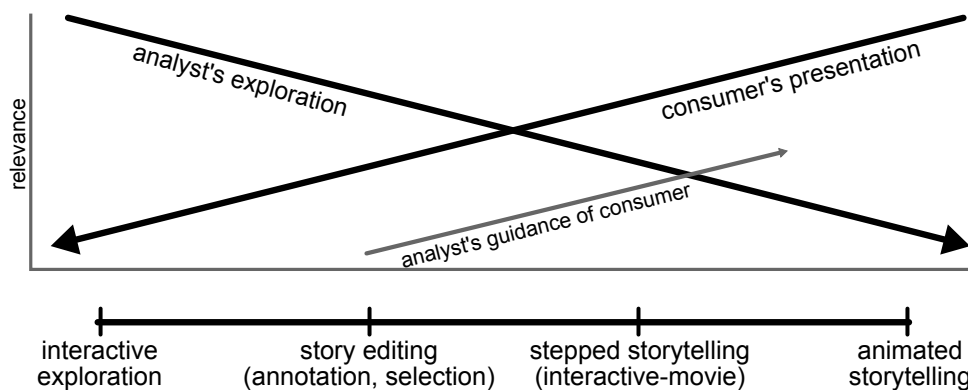 analyst's exploration
consumer's presentation
relevance
analyst's guidance of consumer
interactive
exploration
story editing
(annotation, selection)
stepped storytelling
(interactive-movie)
animated
storytelling